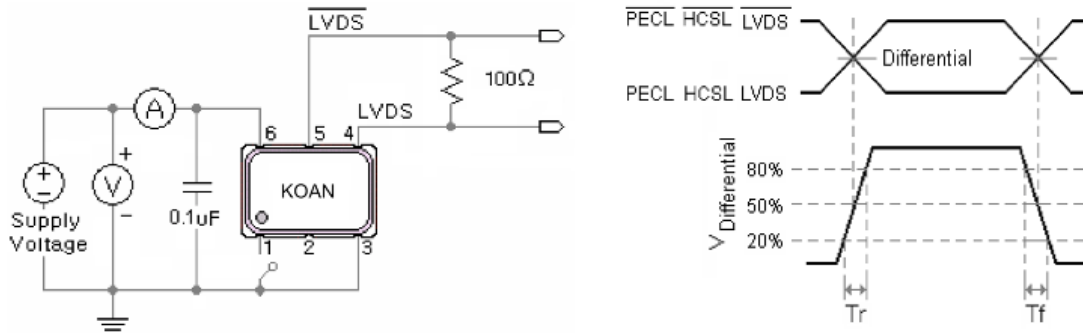 LVDS
100Ω
LVDS
A
6 5 4
V
+
-
+
-
KOAN
0.1uF
Supply
Voltage
1 2 3
PECL HCSL LVDS
Differential
PECL HCSL LVDS
V Differential
80%
50%
20%
Tr
Tf